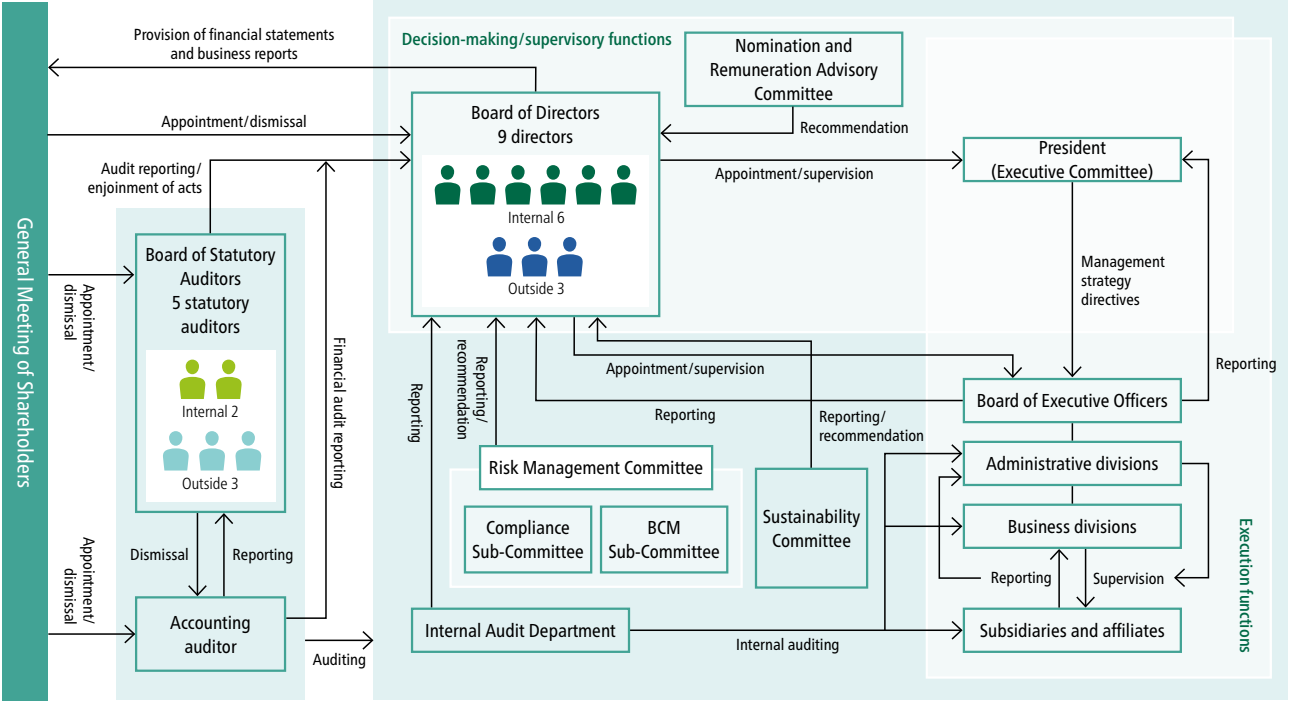 General Meeting of Shareholders
Provision of financial statements
and business reports
Appointment/dismissal
Audit reporting/
enjoinment of acts
Appointment/
dismissal
Board of Statutory
Auditors
5 statutory
auditors
Internal 2
Outside 3
Dismissal
Reporting
Appointment/
dismissal
Accounting
auditor
Financial audit reporting
Auditing
Decision-making/supervisory functions
Board of Directors
9 directors
Internal 6
Outside 3
Nomination and
Remuneration Advisory
Committee
Recommendation
Appointment/supervision
President
(Executive Committee)
Management
strategy
directives
Reporting
Appointment/supervision
Reporting
Board of Executive Officers
Reporting
Reporting/
recommendation
Reporting/
recommendation
Risk Management Committee
Compliance
Sub-Committee
BCM
Sub-Committee
Sustainability
Committee
Administrative divisions
Business divisions
Reporting
Supervision
Subsidiaries and affiliates
Internal Audit Department
Internal auditing
Execution functions